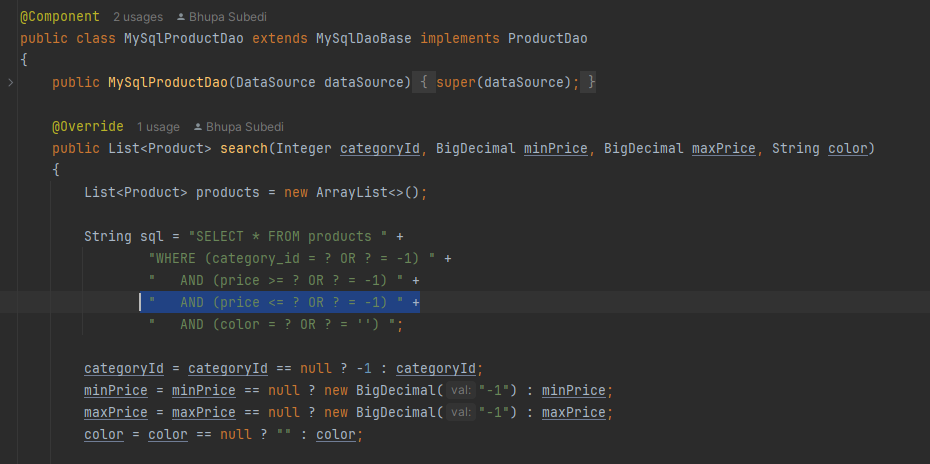 @Component 2 usages Bhupa Subedi
public class MySqlProductDao extends MySqlDaoBase implements ProductDao
{
public MySqlProductDao(DataSource dataSource) { super(dataSource); }
@Override 1 usage Bhupa Subedi
public List<Product> search(Integer categoryId, BigDecimal minPrice, BigDecimal maxPrice, String color)
{
List<Product> products = new ArrayList<>();
String sql = "SELECT * FROM products " +
"WHERE (category_id = ? OR ? = -1) " +
"   AND (price >= ? OR ? = -1) " +
"   AND (price <= ? OR ? = -1) " +
"   AND (color = ? OR ? = '') ";
categoryId = categoryId == null ? -1 : categoryId;
minPrice = minPrice == null ? new BigDecimal( val: "-1") : minPrice;
maxPrice = maxPrice == null ? new BigDecimal( val: "-1") : maxPrice;
color = color == null ? "" : color;